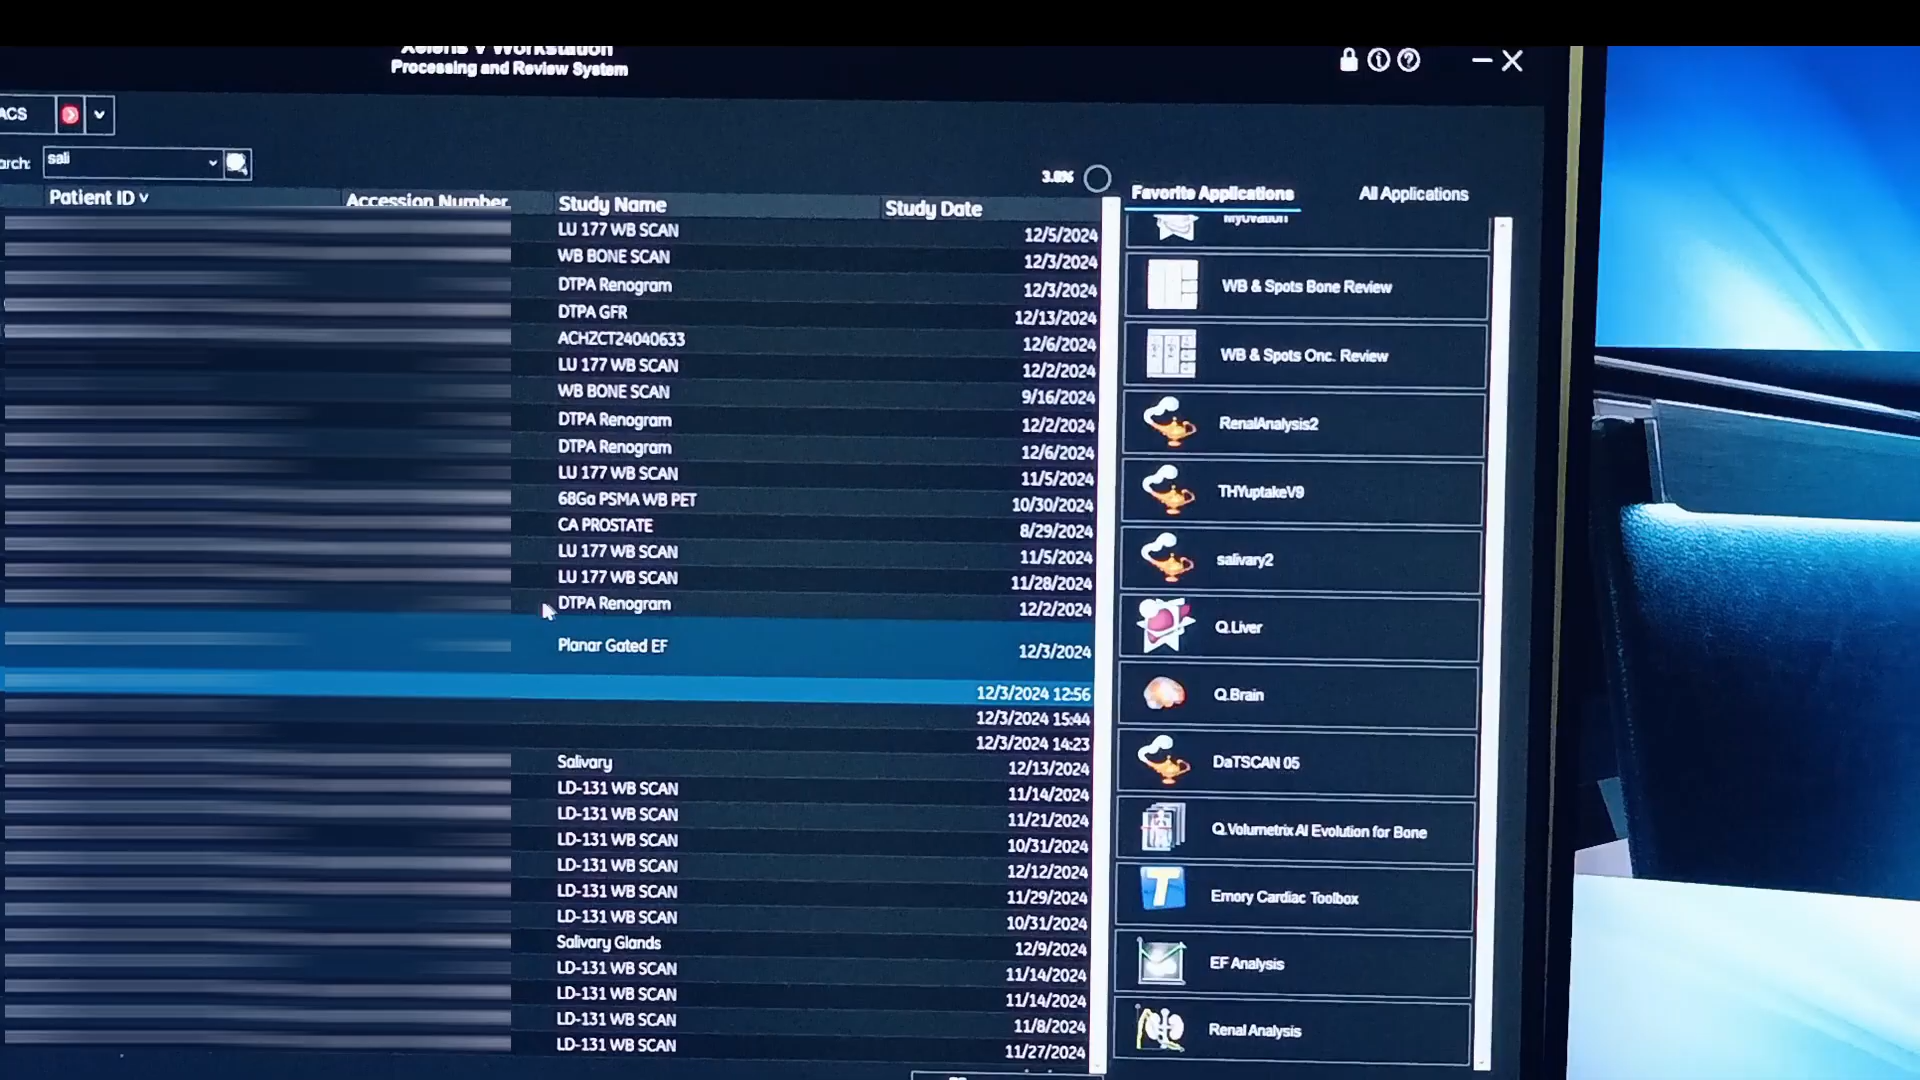 Xeleris V Workstation
Processing and Review System
ACS
arch: sali
3.8%
Favorite Applications All Applications
Patient ID Accession Number Study Name Study Date
LU 177 WB SCAN 12/5/2024
WB BONE SCAN 12/3/2024
DTPA Renogram 12/3/2024
DTPA GFR 12/13/2024
ACHZCT24040633 12/6/2024
LU 177 WB SCAN 12/2/2024
WB BONE SCAN 9/16/2024
DTPA Renogram 12/2/2024
DTPA Renogram 12/6/2024
LU 177 WB SCAN 11/5/2024
68Ga PSMA WB PET 10/30/2024
CA PROSTATE 8/29/2024
LU 177 WB SCAN 11/5/2024
LU 177 WB SCAN 11/28/2024
DTPA Renogram 12/2/2024
Planar Gated EF 12/3/2024
12/3/2024 12:56
12/3/2024 15:44
12/3/2024 14:23
Salivary 12/13/2024
LD-131 WB SCAN 11/14/2024
LD-131 WB SCAN 11/21/2024
LD-131 WB SCAN 10/31/2024
LD-131 WB SCAN 12/12/2024
LD-131 WB SCAN 11/29/2024
LD-131 WB SCAN 10/31/2024
Salivary Glands 12/9/2024
LD-131 WB SCAN 11/14/2024
LD-131 WB SCAN 11/14/2024
LD-131 WB SCAN 11/8/2024
LD-131 WB SCAN 11/27/2024
Myovation
WB & Spots Bone Review
WB & Spots Onc. Review
RenalAnalysis2
THYuptakeV9
salivary2
Q.Liver
Q.Brain
DaTSCAN 05
Q.Volumetrix AI Evolution for Bone
T Emory Cardiac Toolbox
EF Analysis
Renal Analysis